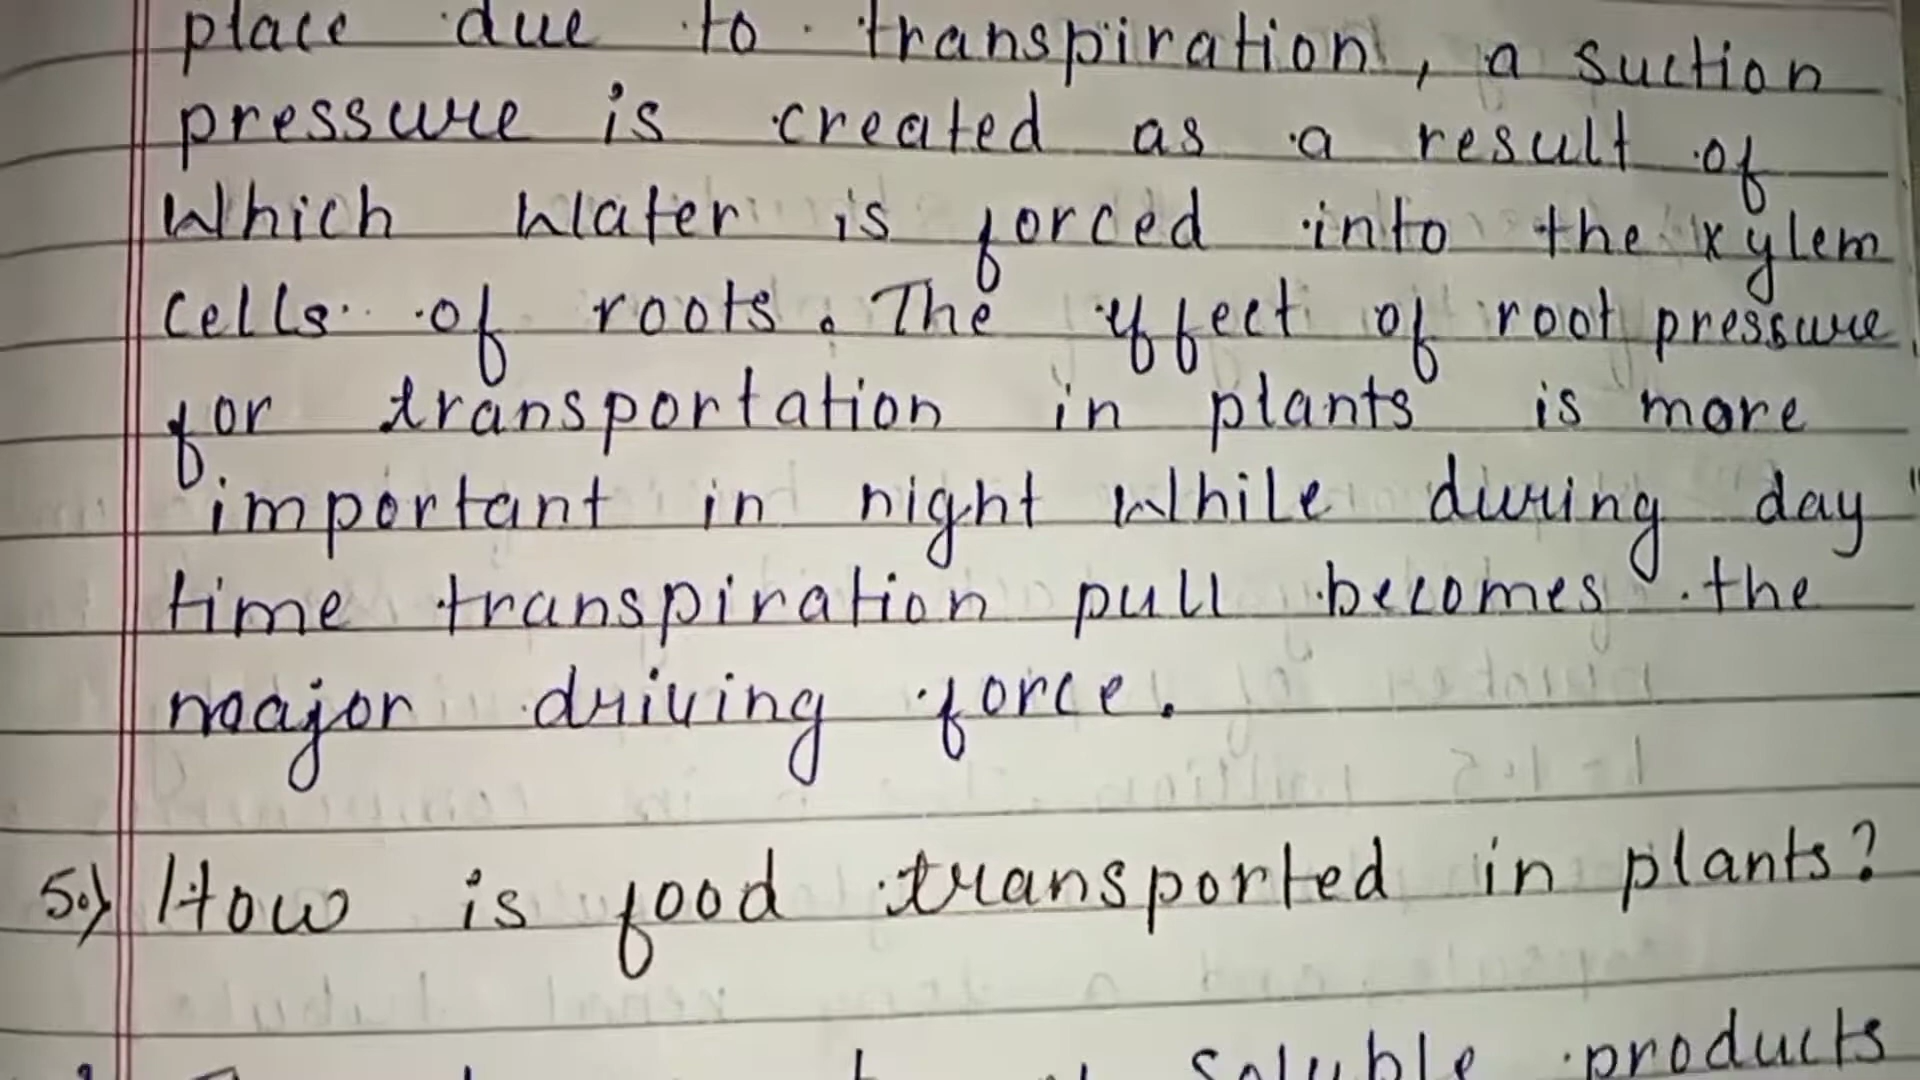 place due to transpiration, a suction
pressure is created as a result of
which water is forced into the xylem
cells of roots. The effect of root pressure
for transportation in plants is more
important in night while during day
time transpiration pull becomes the
major driving force.
5.) How is food transported in plants?
soluble products